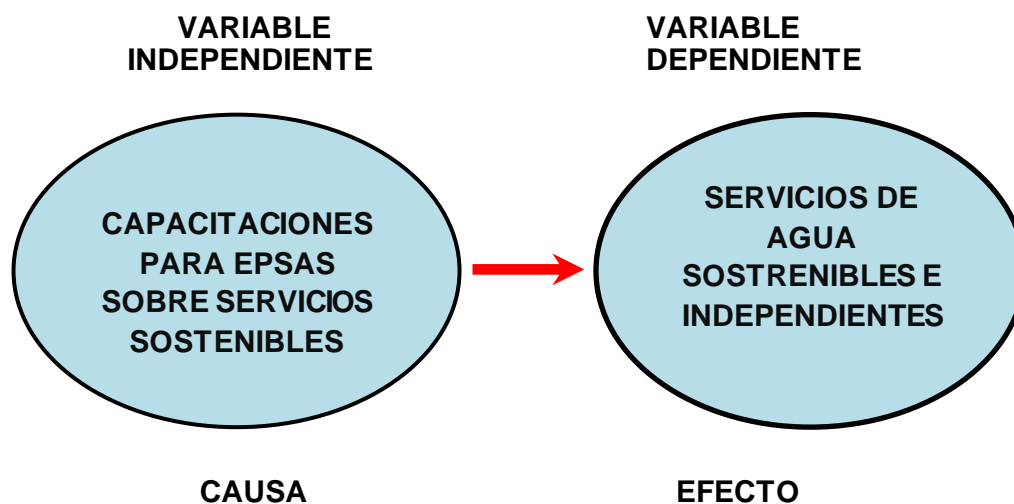 VARIABLE
INDEPENDIENTE
VARIABLE
DEPENDIENTE
CAPACITACIONES
PARA EPSAS
SOBRE SERVICIOS
SOSTENIBLES
SERVICIOS DE
AGUA
SOSTRENIBLES E
INDEPENDIENTES
CAUSA
EFECTO